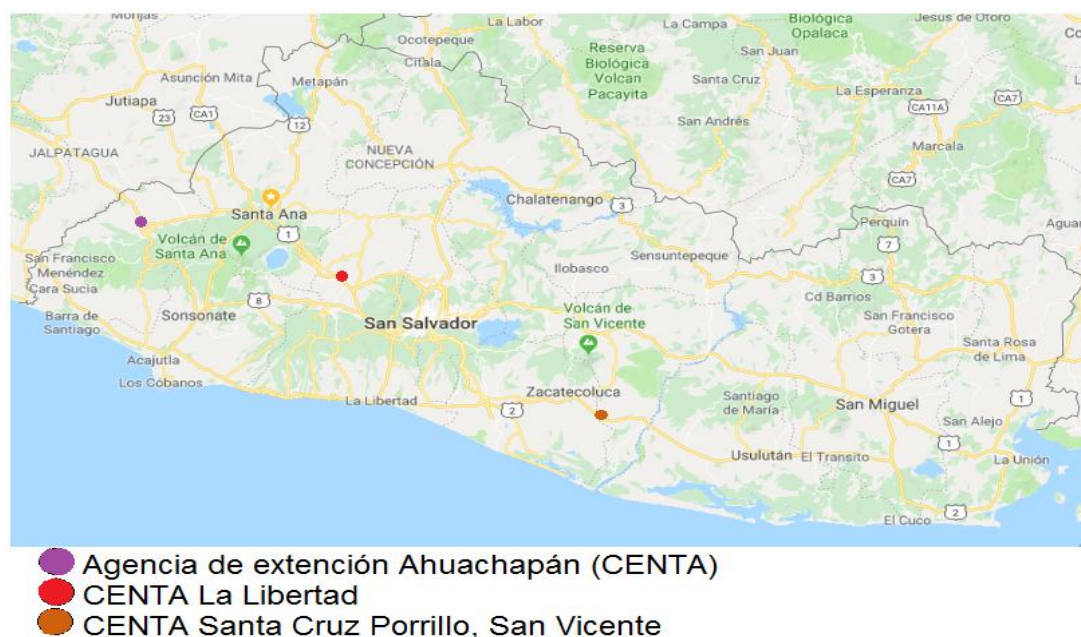 Morjas
La Labor
La Campa
Biológica
Opalaca
Jesus de Otoro
Ocotepeque
Citala
Reserva
Biológica
Volcan
Pacayita
San Juan
Asunción Mita
Metapán
Santa Cruz
La Esperanza
CA11A
CA7
Jutiapa
23
CA1
12
San Andrés
Marcala
JALPATAGUA
NUEVA
CONCEPCIÓN
CA7
Chalatenango
3
Santa Ana
Perquín
Volcán de
Santa Ana
1
7
San Francisco
Menéndez
Cara Sucia
Ilobasco
Sensuntepeque
3
8
Cd Barrios
Barra de
Santiago
Sonsonate
San Salvador
Volcán de
San Vicente
San Francisco
Gotera
Santa Rosa
de Lima
Acajutla
Los Cóbanos
La Libertad
2
Zacatecoluca
Santiago
de María
San Miguel
1
San Alejo
1
Usulután
El Transito
La Unión
El Cuco
2
Agencia de extención Ahuachapán (CENTA)
CENTA La Libertad
CENTA Santa Cruz Porrillo, San Vicente